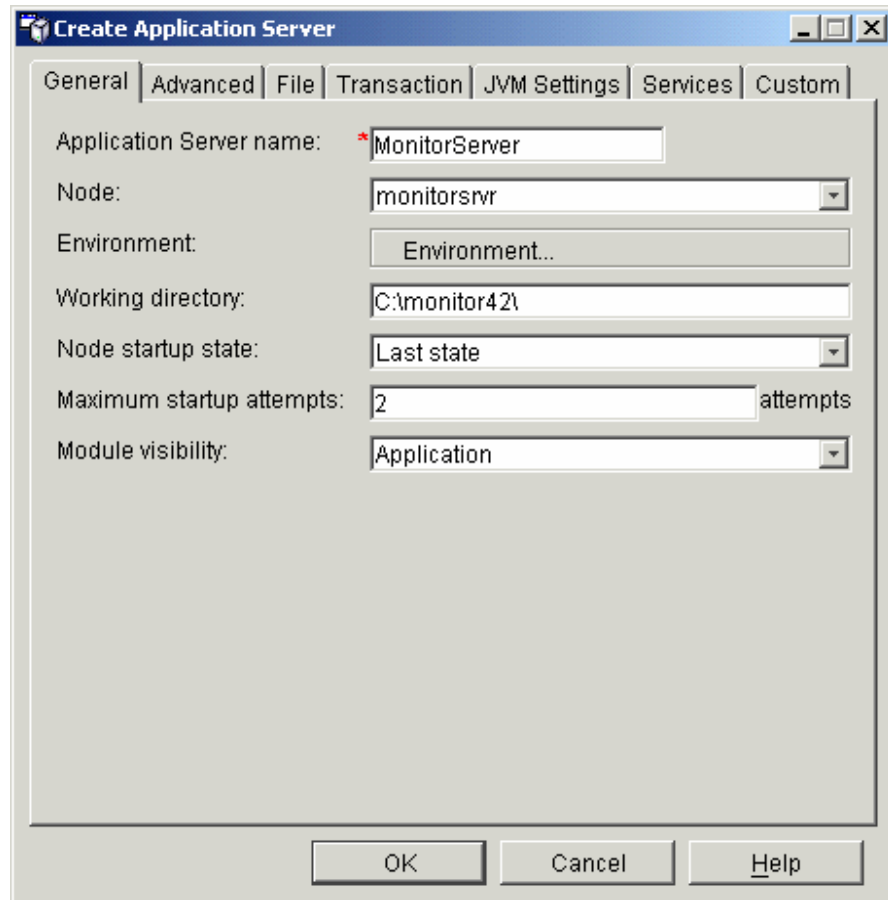 Create Application Server
General Advanced File Transaction JVM Settings Services Custom
Application Server name: *MonitorServer
Node: monitorsrvr
Environment: Environment...
Working directory: C:\monitor42\
Node startup state: Last state
Maximum startup attempts: 2 attempts
Module visibility: Application
OK Cancel Help